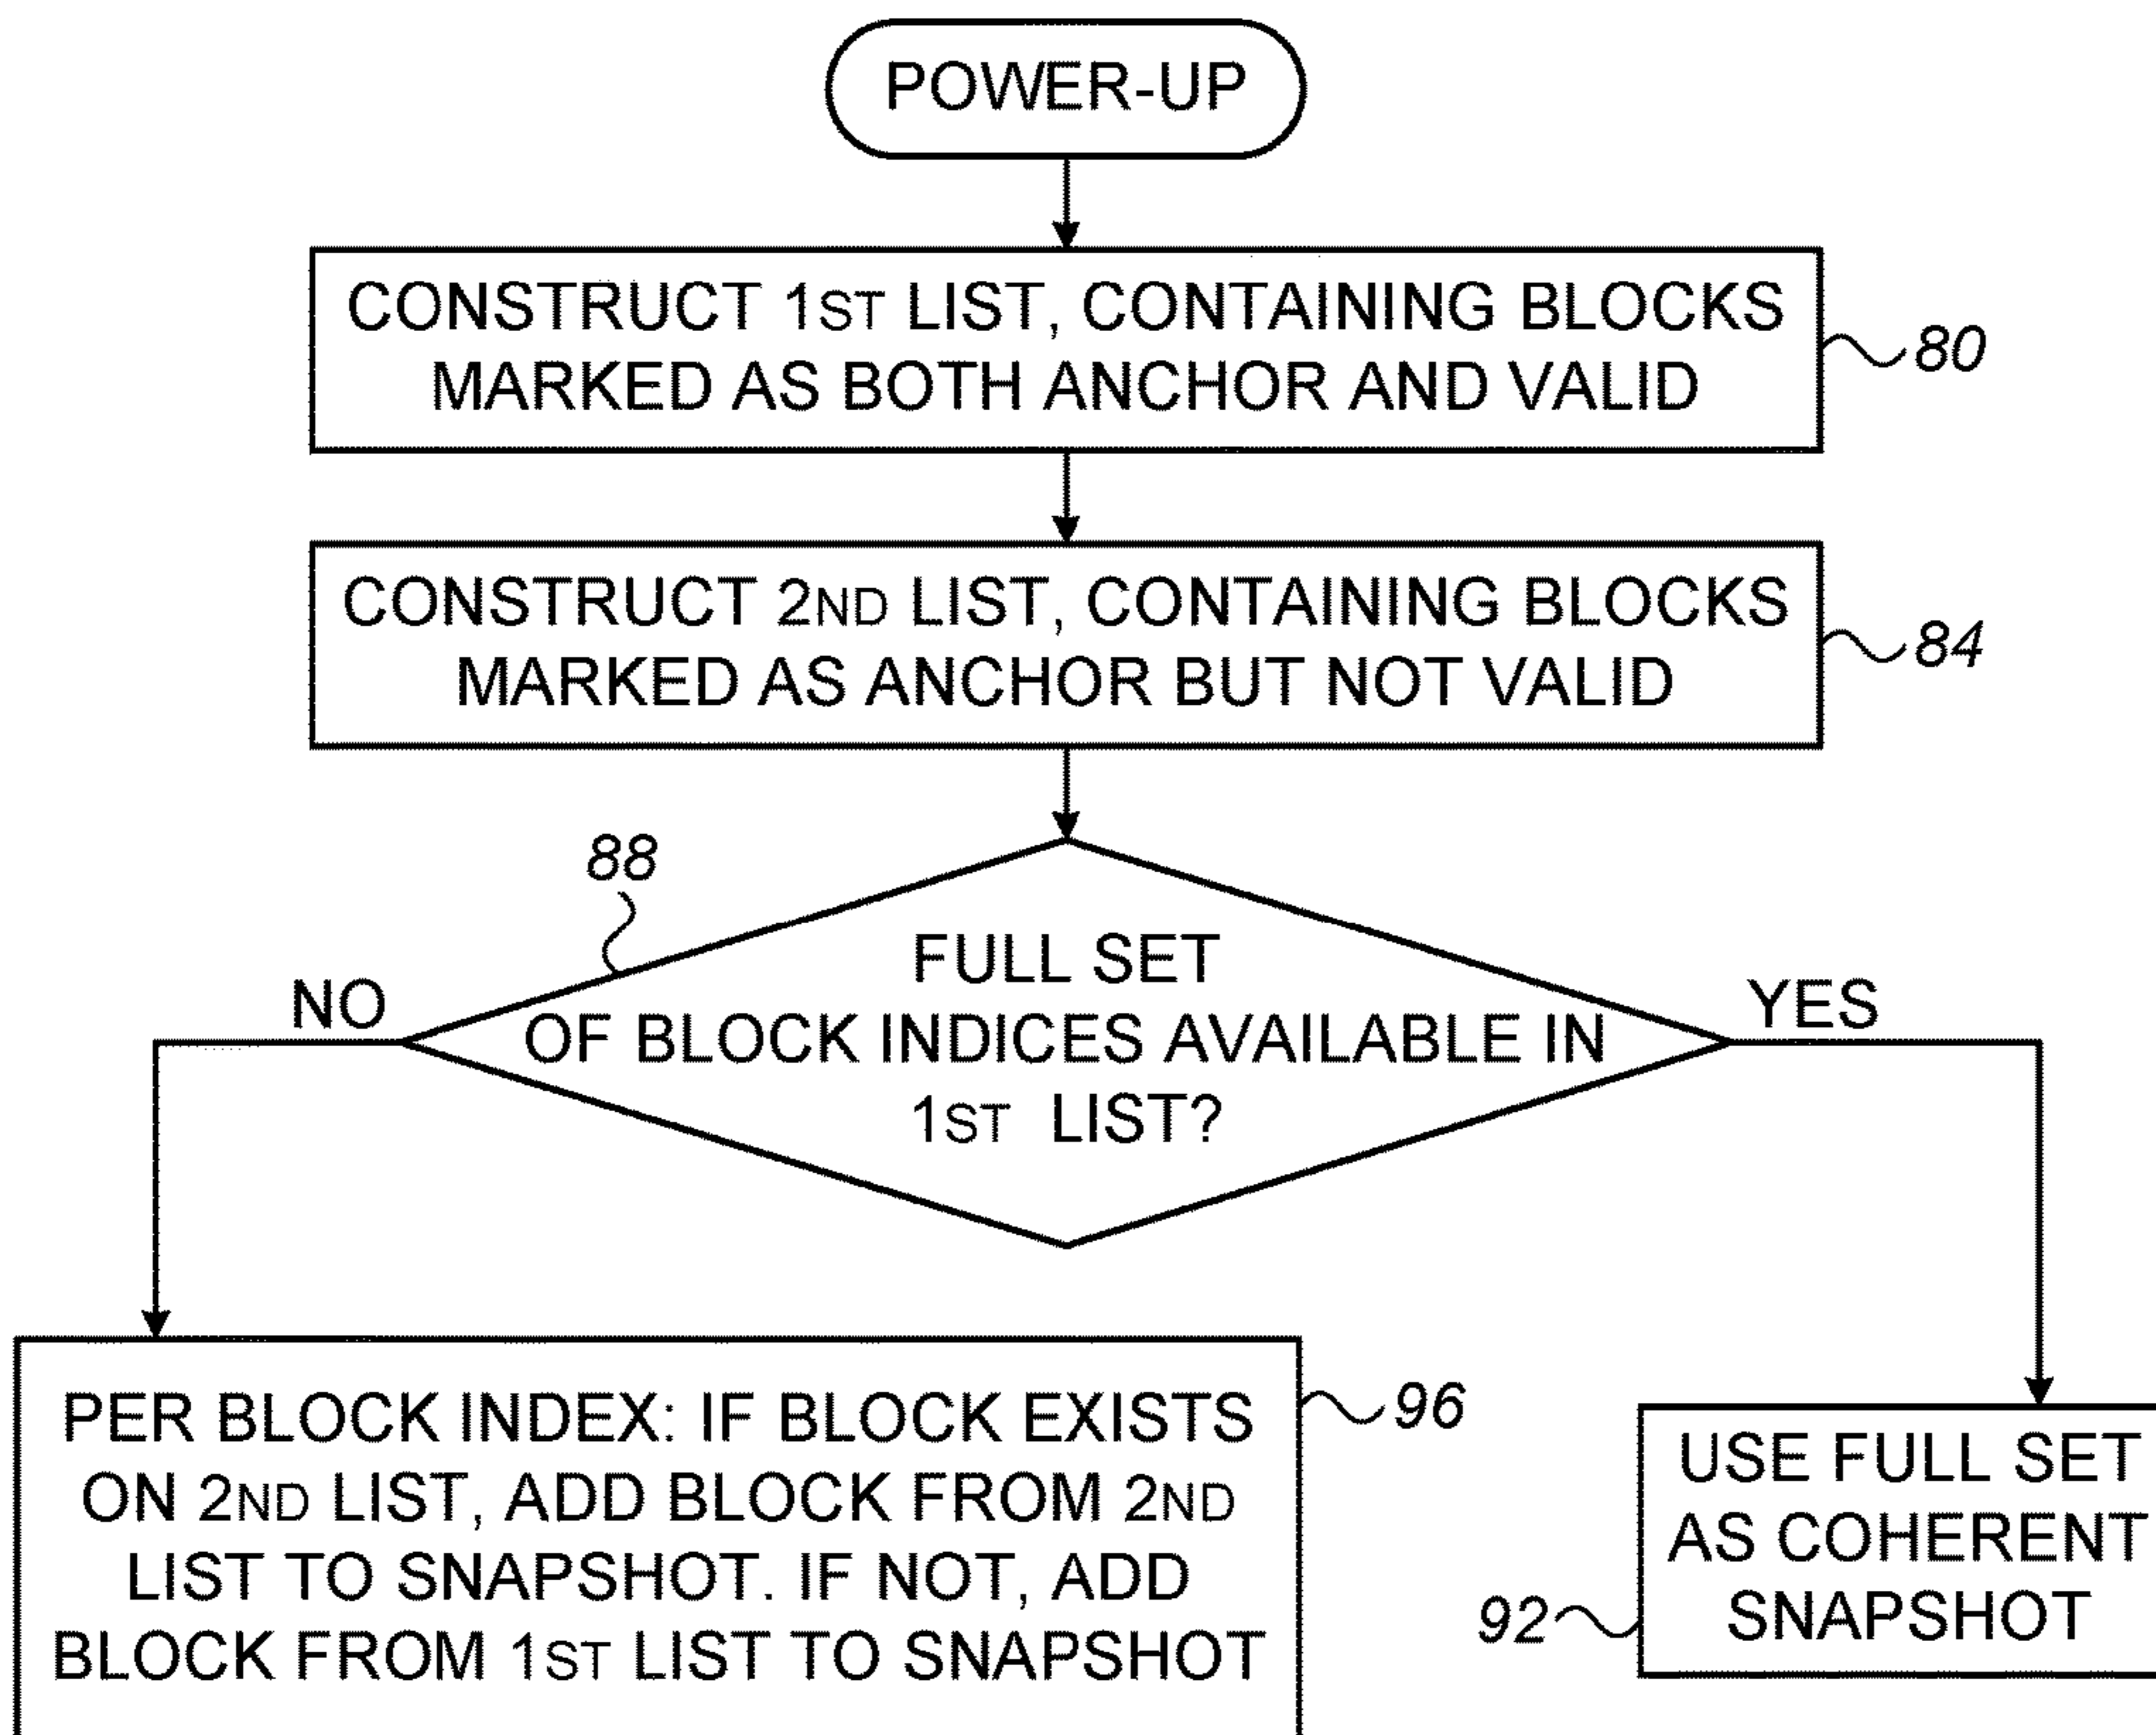 POWER-UP
CONSTRUCT 1ST LIST, CONTAINING BLOCKS
MARKED AS BOTH ANCHOR AND VALID
80
CONSTRUCT 2ND LIST, CONTAINING BLOCKS
MARKED AS ANCHOR BUT NOT VALID
84
88
FULL SET
OF BLOCK INDICES AVAILABLE IN
1ST LIST?
NO
YES
PER BLOCK INDEX: IF BLOCK EXISTS
ON 2ND LIST, ADD BLOCK FROM 2ND
LIST TO SNAPSHOT. IF NOT, ADD
BLOCK FROM 1ST LIST TO SNAPSHOT
96
USE FULL SET
AS COHERENT
SNAPSHOT
92